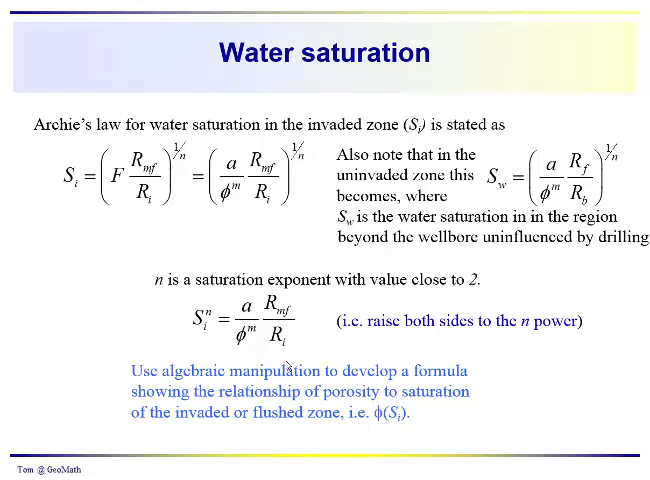 Water saturation
Archie's law for water saturation in the invaded zone (Si) is stated as
Si = (F Rmf/Ri)^1/n = (a/ϕ^m Rmf/Ri)^1/n
Also note that in the
uninvaded zone this
becomes, where
Sw = (a/ϕ^m Rf/Rb)^1/n
Sw is the water saturation in in the region
beyond the wellbore uninfluenced by drilling
n is a saturation exponent with value close to 2.
Si^n = a/ϕ^m Rmf/Ri
(i.e. raise both sides to the n power)
Use algebraic manipulation to develop a formula
showing the relationship of porosity to saturation
of the invaded or flushed zone, i.e. ϕ(Si).
Tom @ GeoMath